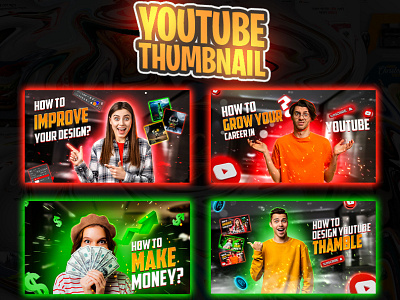 YOUTUBE
THUMBNAIL
HOW TO
IMPROVE
YOUR DESIGN?
HOW TO
GROW YOUR
CAREER IN
YOUTUBE
HOW TO
MAKE
MONEY?
HOW TO
DESIGN YOUTUBE
THAMBLE